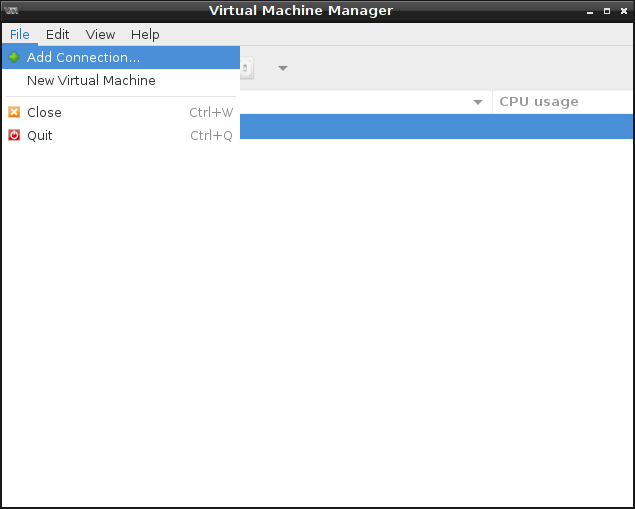 Virtual Machine Manager
File Edit View Help
Add Connection...
New Virtual Machine
CPU usage
Close Ctrl+W
Quit Ctrl+Q